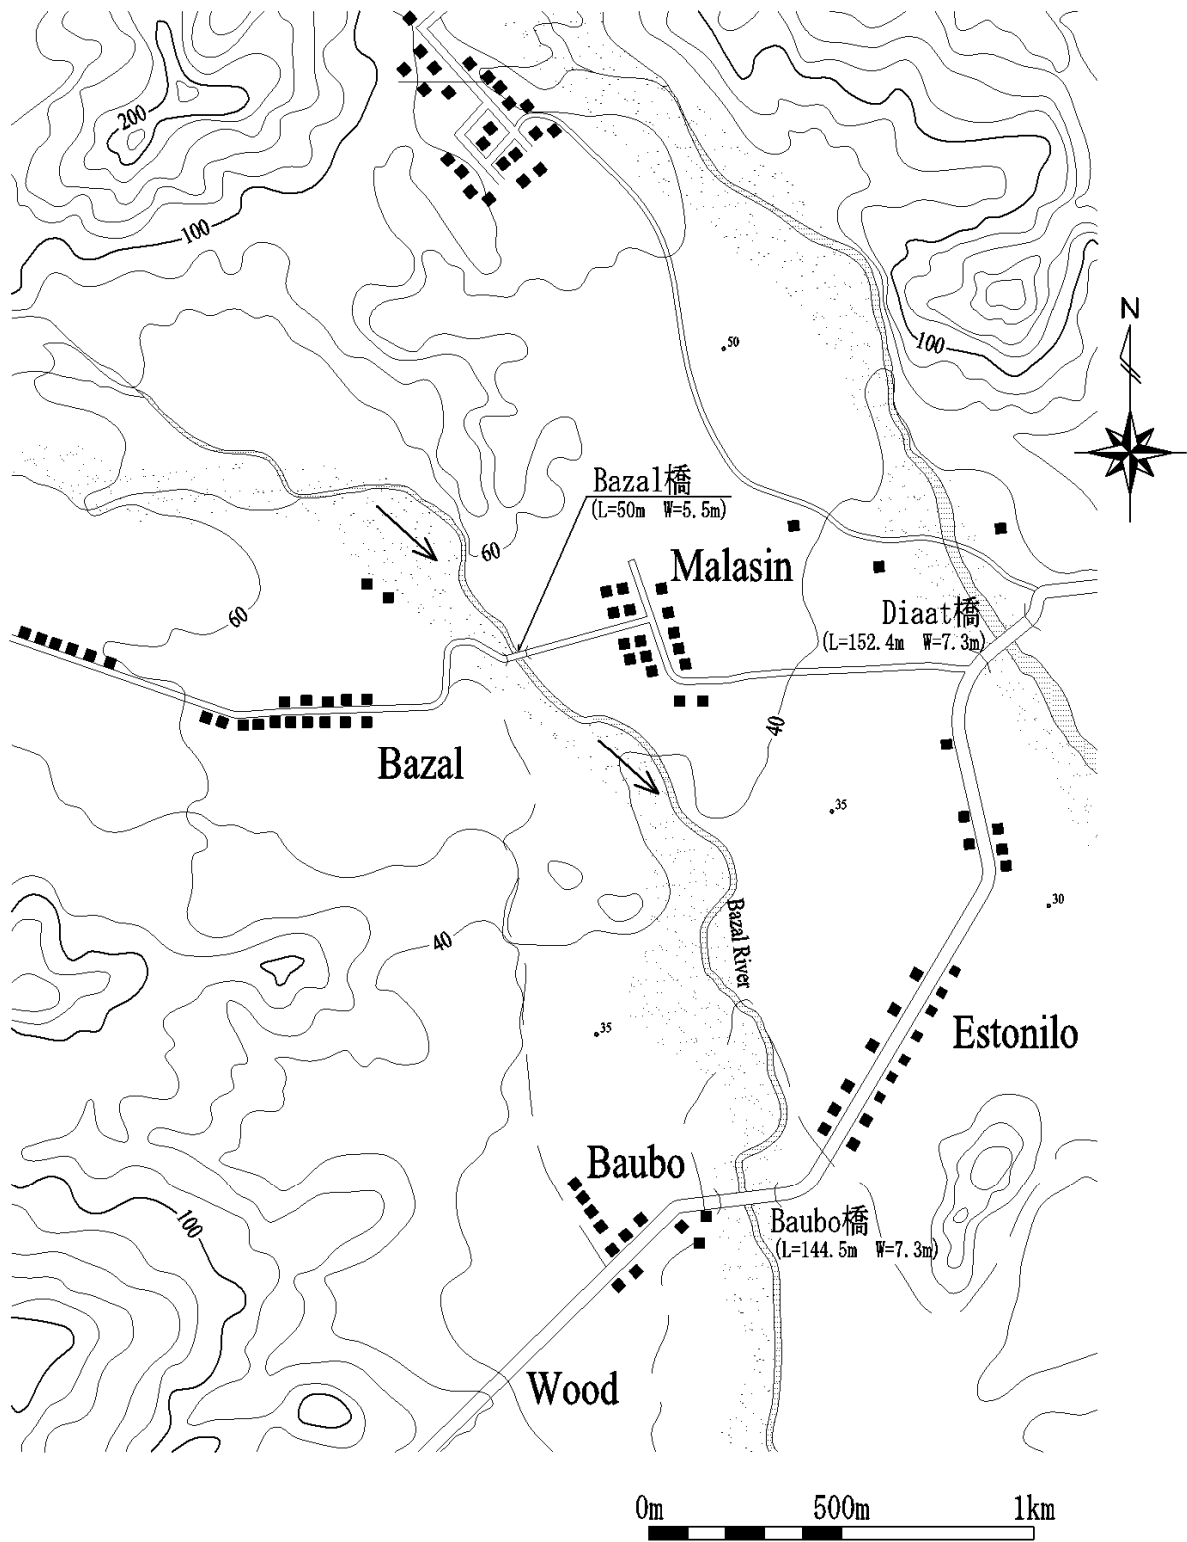 200
100
N
100
50
Bazal橋
(L=50m W=5.5m)
60
Malasin
60
Diaat橋
(L=152.4m W=7.3m)
40
Bazal
35
30
Bazal River
40
35
Estonilo
Baubo
100
Baubo橋
(L=144.5m W=7.3m)
Wood
0m 500m 1km